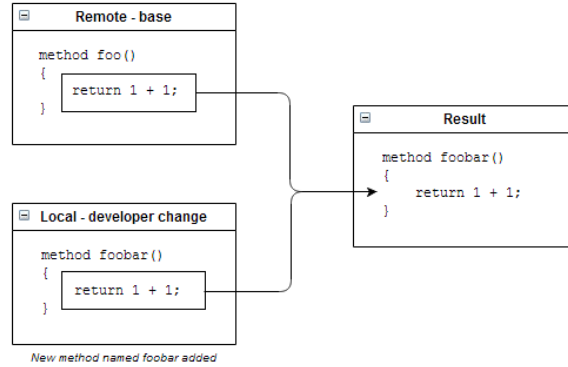 Remote - base
method foo()
{
return 1 + 1;
}
Local - developer change
method foobar()
{
return 1 + 1;
}
New method named foobar added
Result
method foobar()
{
return 1 + 1;
}